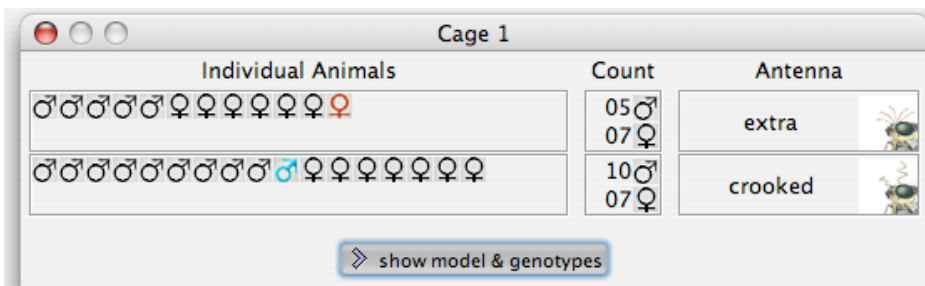 Cage 1
Individual Animals Count Antenna
♂♂♂♂♂♀♀♀♀♀♀♀ 05♂ extra
07♀
♂♂♂♂♂♂♂♂♂♂♀♀♀♀♀♀♀ 10♂ crooked
07♀
show model & genotypes